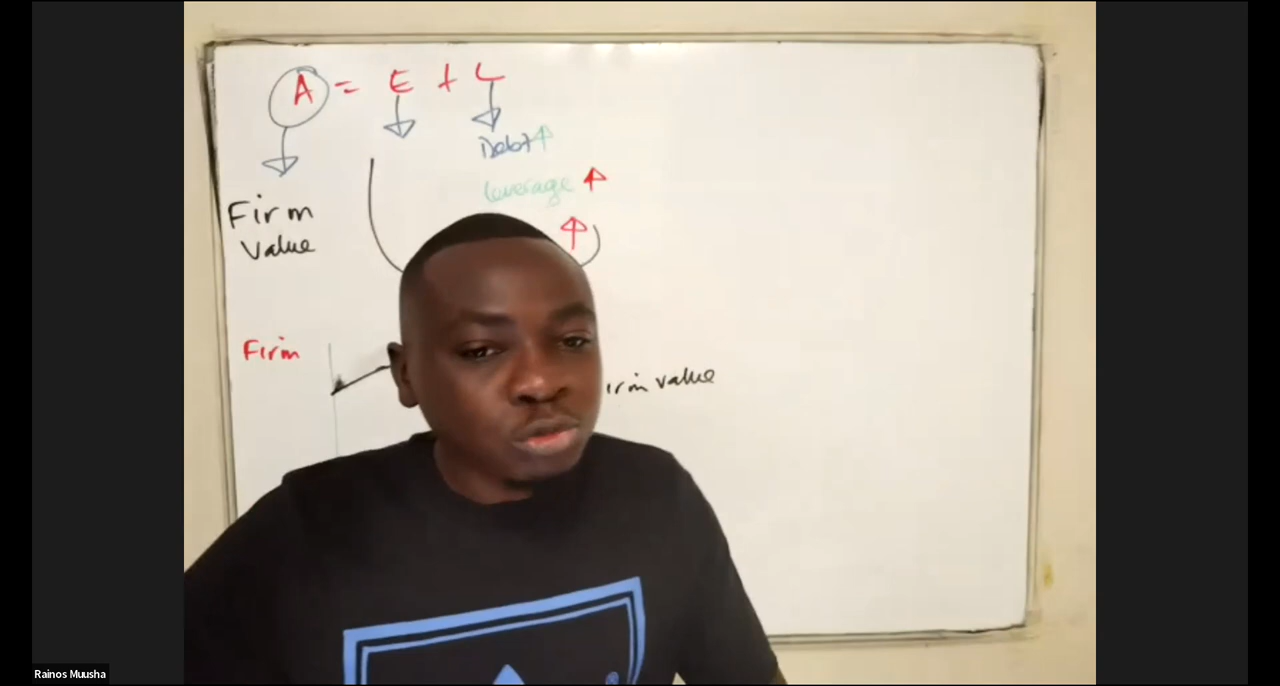 A = E + L
Debt
leverage
Firm
value
Firm
irm value
Rainos Muusha
®